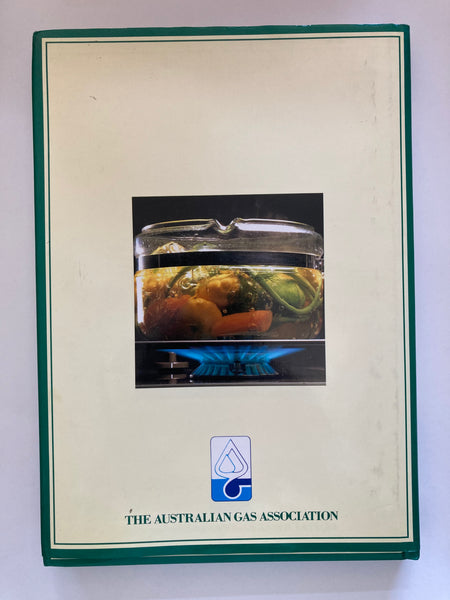 THE AUSTRALIAN GAS ASSOCIATION